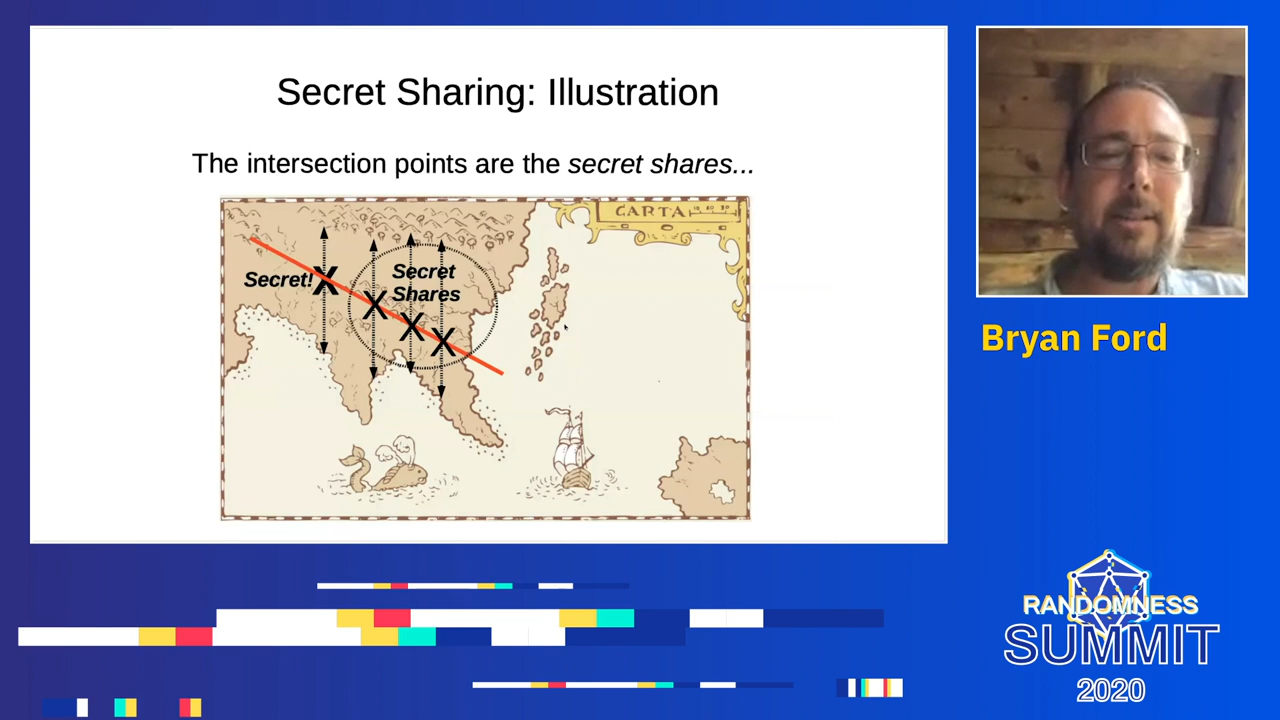 Secret Sharing: Illustration
The intersection points are the secret shares...
CARTA
Secret!
X
Secret
Shares
X
X
X
Bryan Ford
RANDOMNESS
SUMMIT
2020